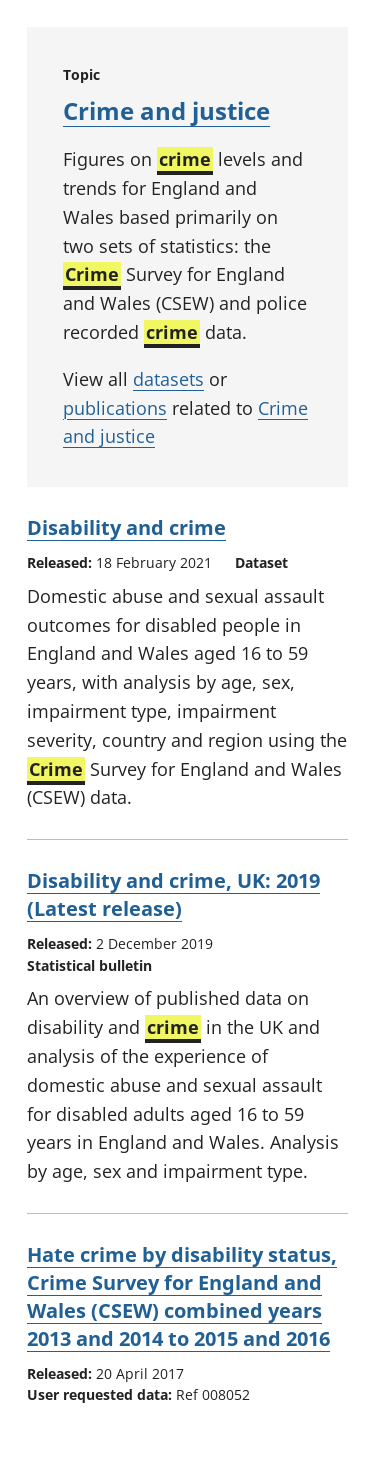 Topic
Crime and justice
Figures on crime levels and
trends for England and
Wales based primarily on
two sets of statistics: the
Crime Survey for England
and Wales (CSEW) and police
recorded crime data.
View all datasets or
publications related to Crime
and justice
Disability and crime
Released: 18 February 2021 Dataset
Domestic abuse and sexual assault
outcomes for disabled people in
England and Wales aged 16 to 59
years, with analysis by age, sex,
impairment type, impairment
severity, country and region using the
Crime Survey for England and Wales
(CSEW) data.
Disability and crime, UK: 2019
(Latest release)
Released: 2 December 2019
Statistical bulletin
An overview of published data on
disability and crime in the UK and
analysis of the experience of
domestic abuse and sexual assault
for disabled adults aged 16 to 59
years in England and Wales. Analysis
by age, sex and impairment type.
Hate crime by disability status,
Crime Survey for England and
Wales (CSEW) combined years
2013 and 2014 to 2015 and 2016
Released: 20 April 2017
User requested data: Ref 008052